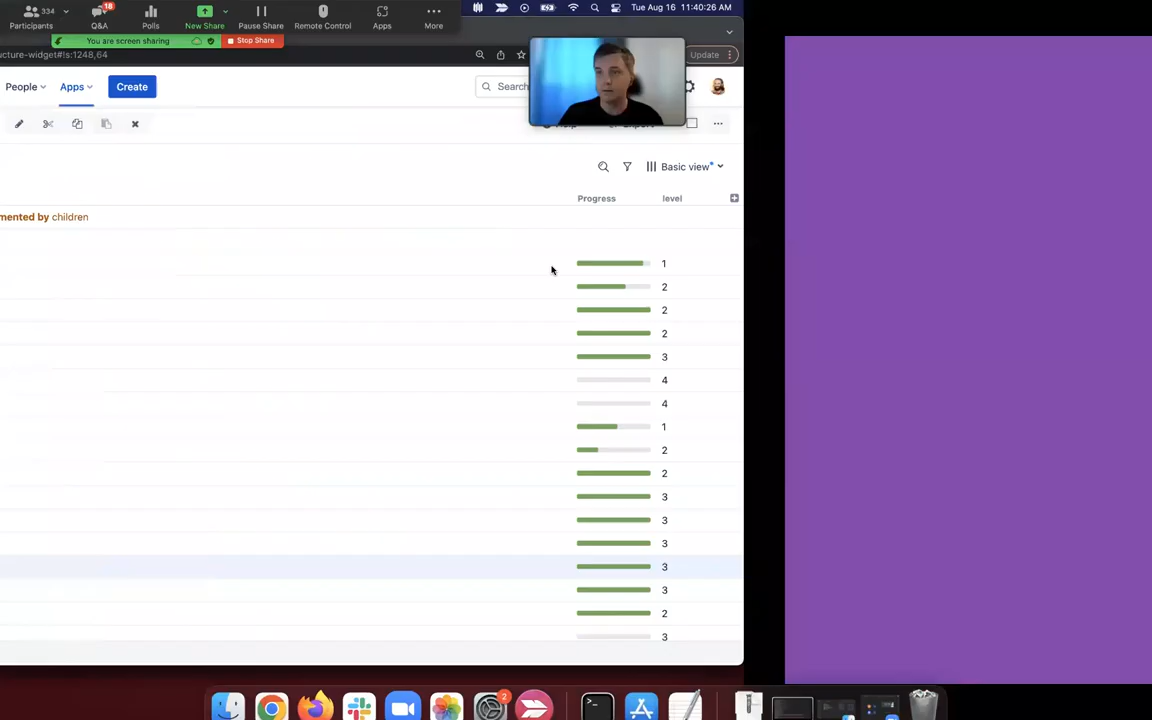 334
18
Tue Aug 16 11:40:26 AM
Participants
Q&A
Polls
New Share
Pause Share
Remote Control
Apps
More
You are screen sharing
Stop Share
ucture-widget#!s:1248,64
Update
People
Apps
Create
Search
Basic view
Progress
level
mented by children
1
2
2
2
3
4
4
1
2
2
3
3
3
3
3
2
3
2